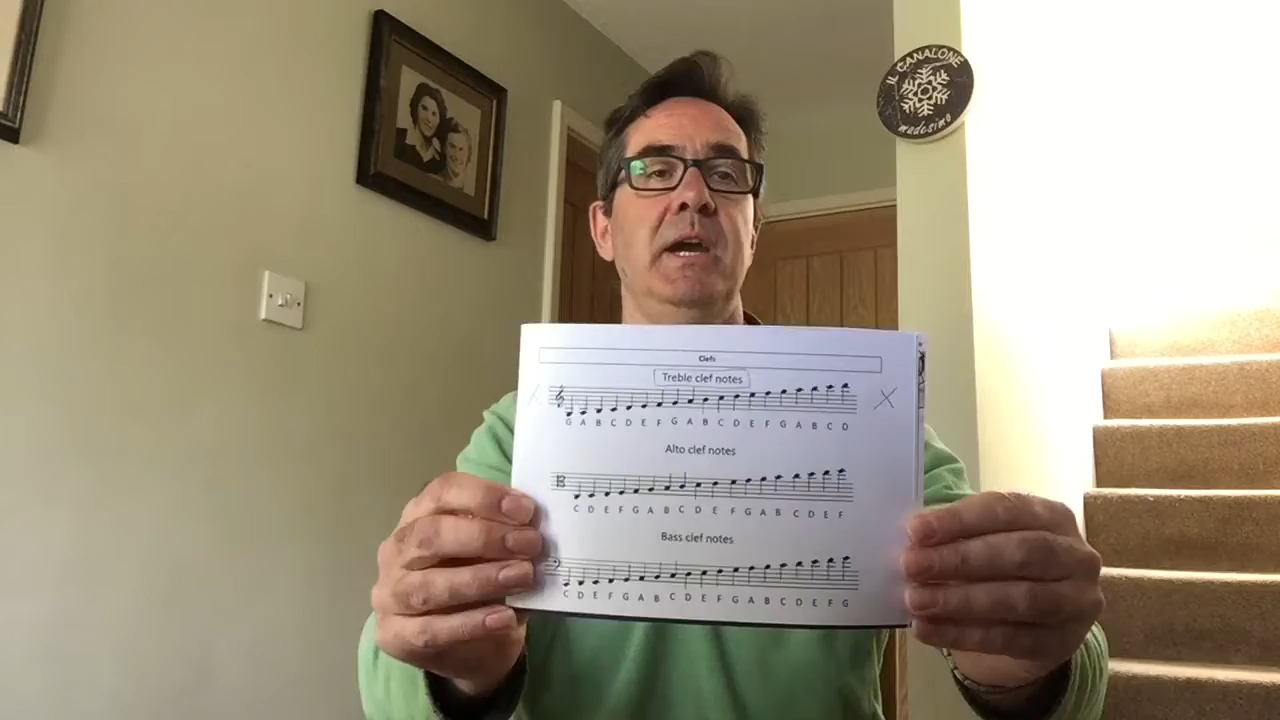 IL CANALONE
madesimo
Clefs
Treble clef notes
G A B C D E F G A B C D E F G A B C D
Alto clef notes
C D E F G A B C D E F G A B C D E F
Bass clef notes
C D E F G A B C D E F G A B C D E F G